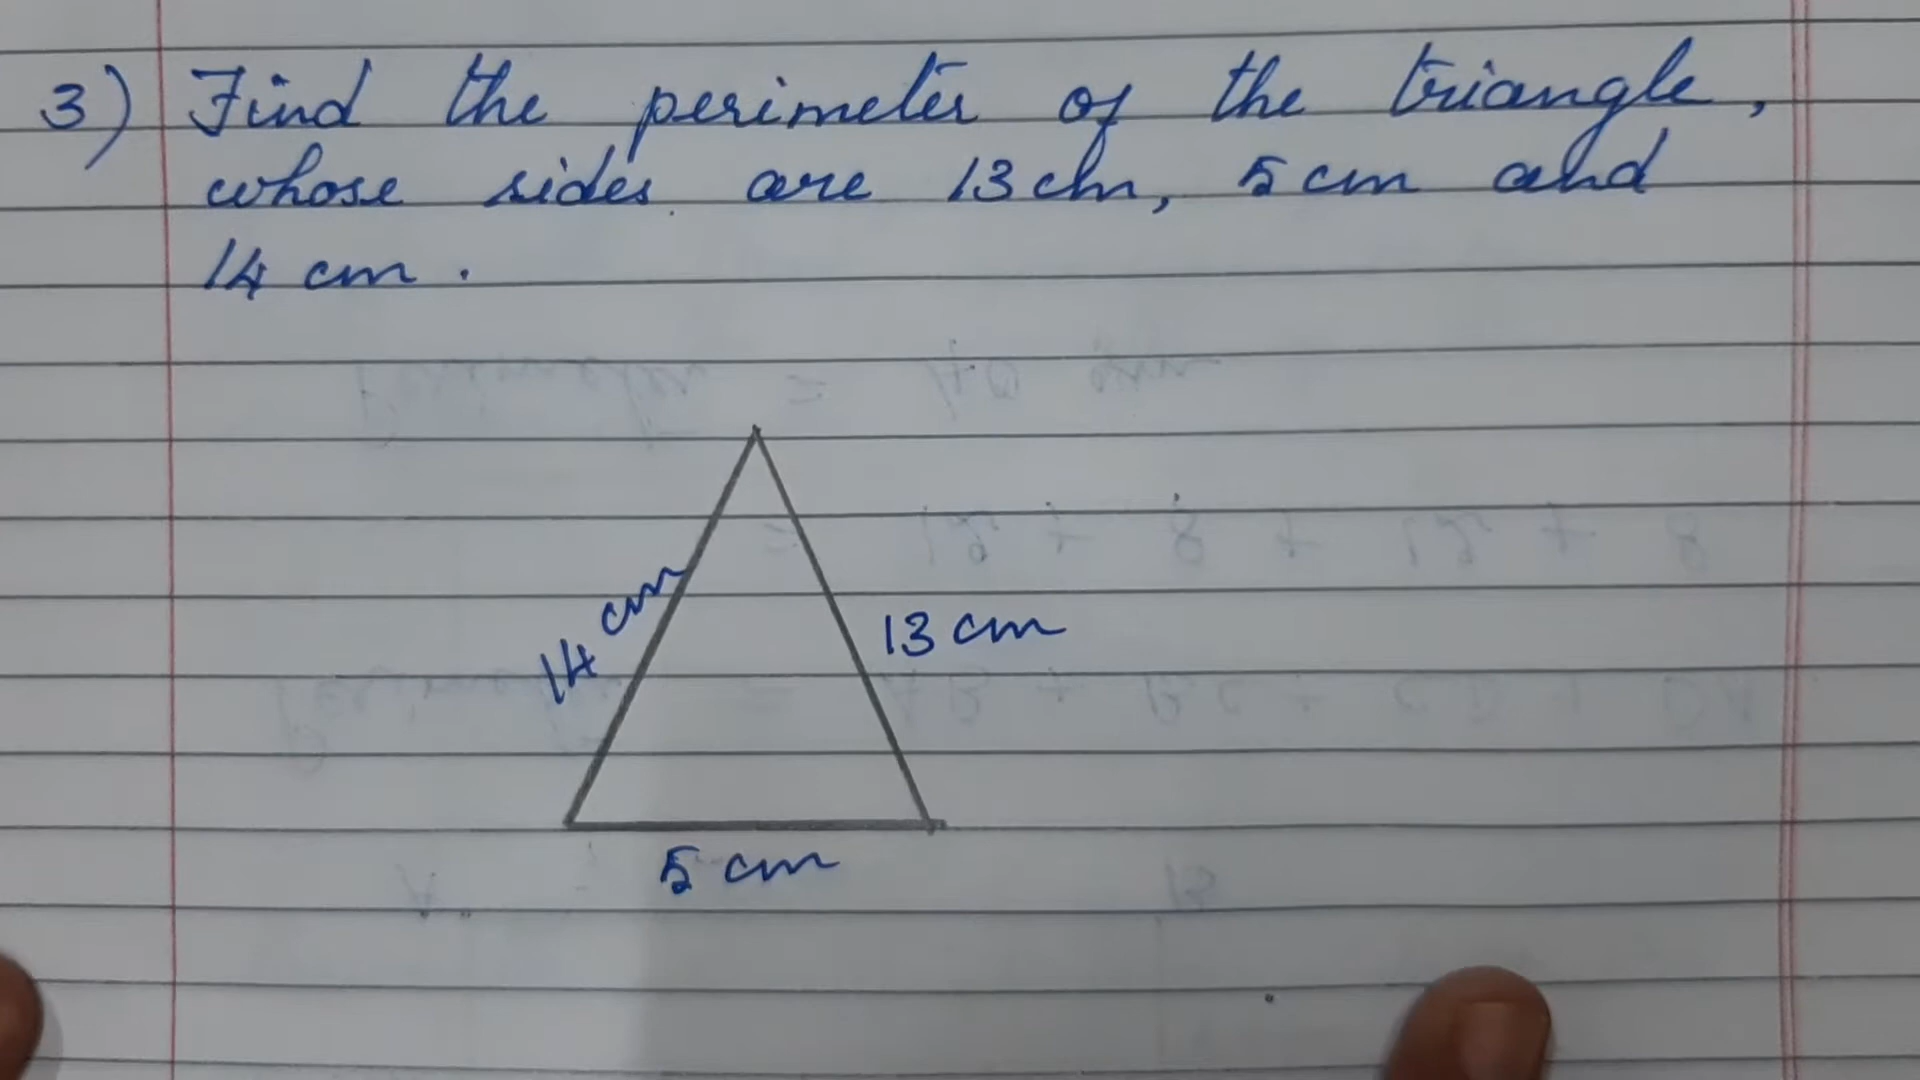 3) Find the perimeter of the triangle,
whose sides are 13 cm, 5 cm and
14 cm.
14 cm
13 cm
5 cm